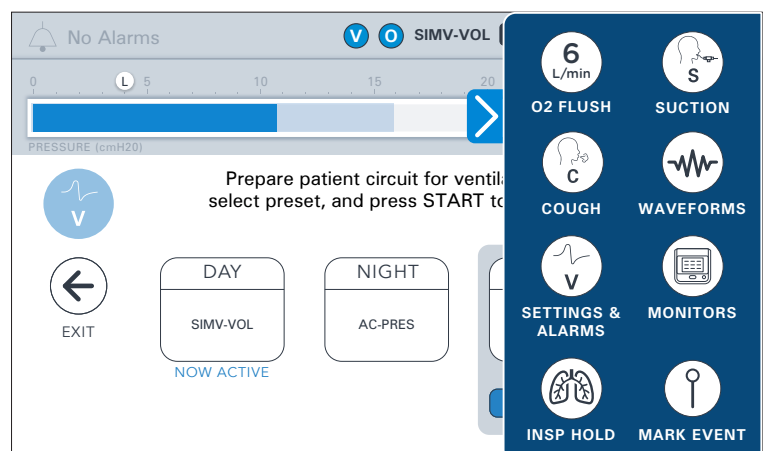 No Alarms
V O SIMV-VOL
0 L 5 10 15 20
PRESSURE (cmH20)
V
Prepare patient circuit for ventil
select preset, and press START to
EXIT
DAY
SIMV-VOL
NOW ACTIVE
NIGHT
AC-PRES
6
L/min
O2 FLUSH
S
SUCTION
C
COUGH
WAVEFORMS
V
SETTINGS &
ALARMS
MONITORS
INSP HOLD
MARK EVENT